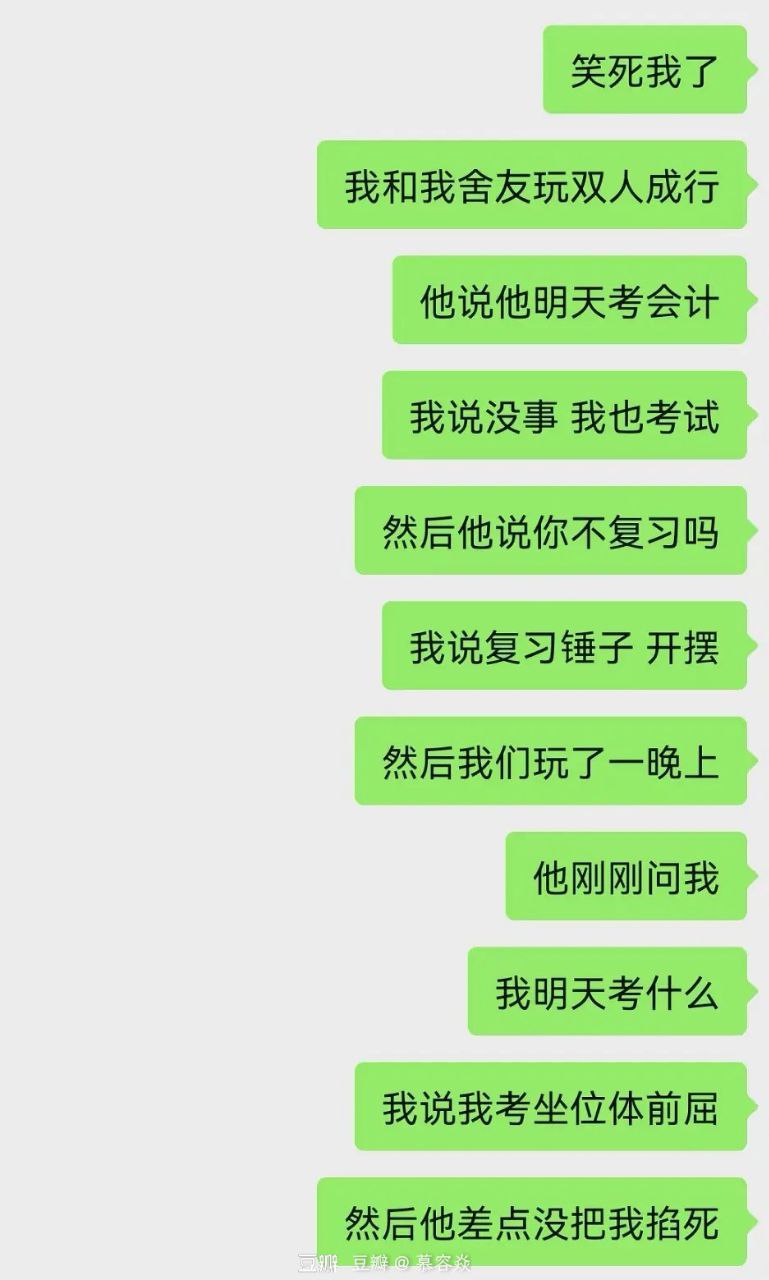 笑死我了
我和我舍友玩双人成行
他说他明天考会计
我说没事 我也考试
然后他说你不复习吗
我说复习锤子 开摆
然后我们玩了一晚上
他刚刚问我
我明天考什么
我说我考坐位体前屈
然后他差点没把我掐死
豆瓣 豆瓣@慕容焱